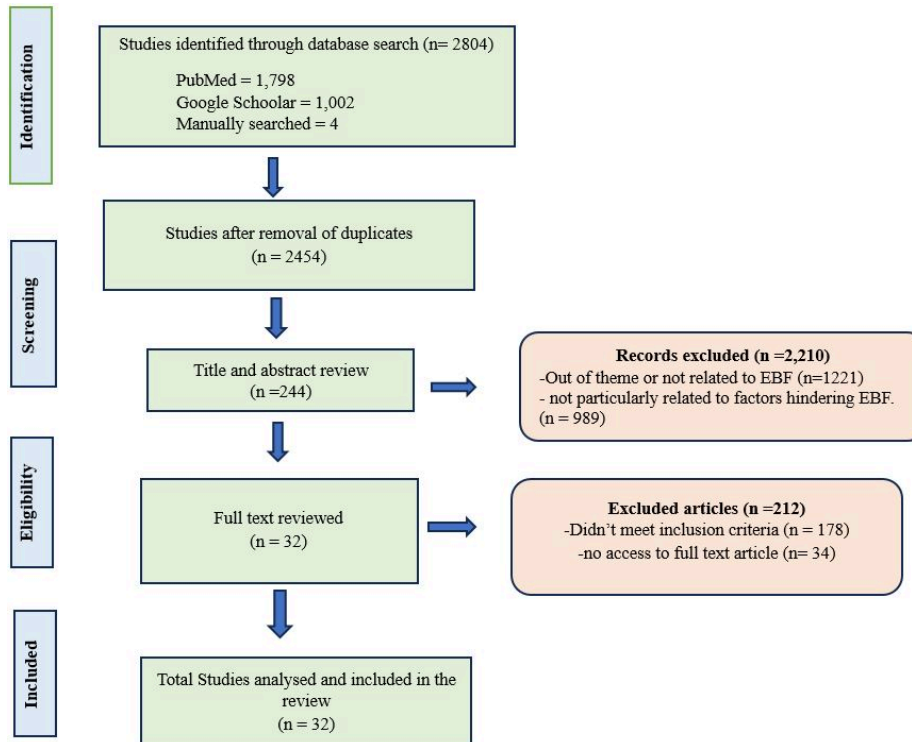 Identification
Studies identified through database search (n= 2804)
PubMed = 1,798
Google Schoolar = 1,002
Manually searched = 4
Screening
Studies after removal of duplicates
(n = 2454)
Title and abstract review
(n =244)
Records excluded (n =2,210)
-Out of theme or not related to EBF (n=1221)
- not particularly related to factors hindering EBF.
(n = 989)
Eligibility
Full text reviewed
(n = 32)
Excluded articles (n =212)
-Didn’t meet inclusion criteria (n = 178)
-no access to full text article (n= 34)
Included
Total Studies analysed and included in the
review
(n = 32)